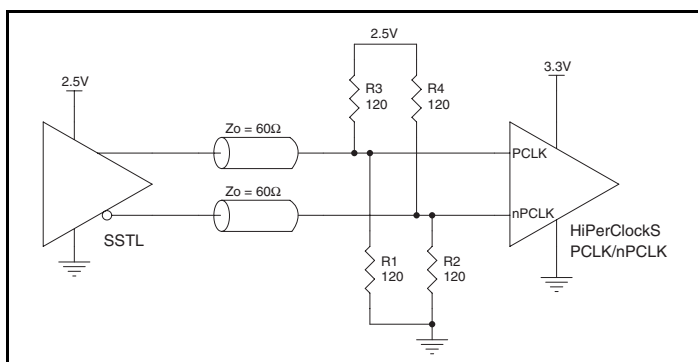 2.5V
2.5V
3.3V
R3
120
R4
120
Zo = 60Ω
PCLK
Zo = 60Ω
nPCLK
SSTL
HiPerClockS
PCLK/nPCLK
R1
120
R2
120